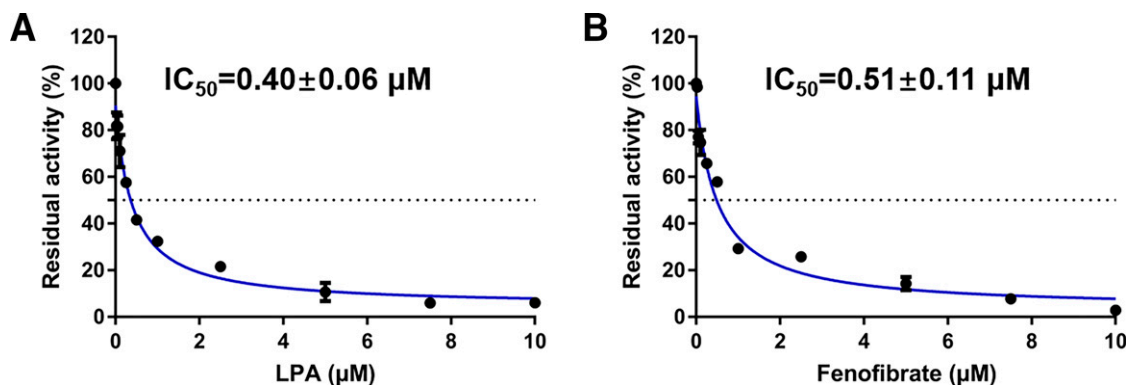 A
IC50=0.40±0.06 μM
Residual activity (%)
120
100
80
60
40
20
0
0 2 4 6 8 10
LPA (μM)
B
IC50=0.51±0.11 μM
Residual activity (%)
120
100
80
60
40
20
0
0 2 4 6 8 10
Fenofibrate (μM)